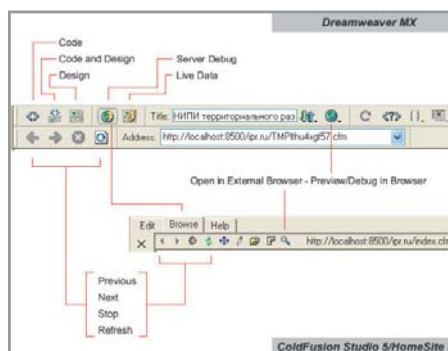 Dreamweaver MX
Code
Code and Design
Design
Server Debug
Live Data
Title: НИПИ территориального раз
Address: http://localhost:8500/ipr.ru/TMPlthu4xgf57.cfm
Open in External Browser - Preview/Debug in Browser
Edit Browse Help
http://localhost:8500/ipr.ru/index.cfm
Previous
Next
Stop
Refresh
ColdFusion Studio 5/HomeSite